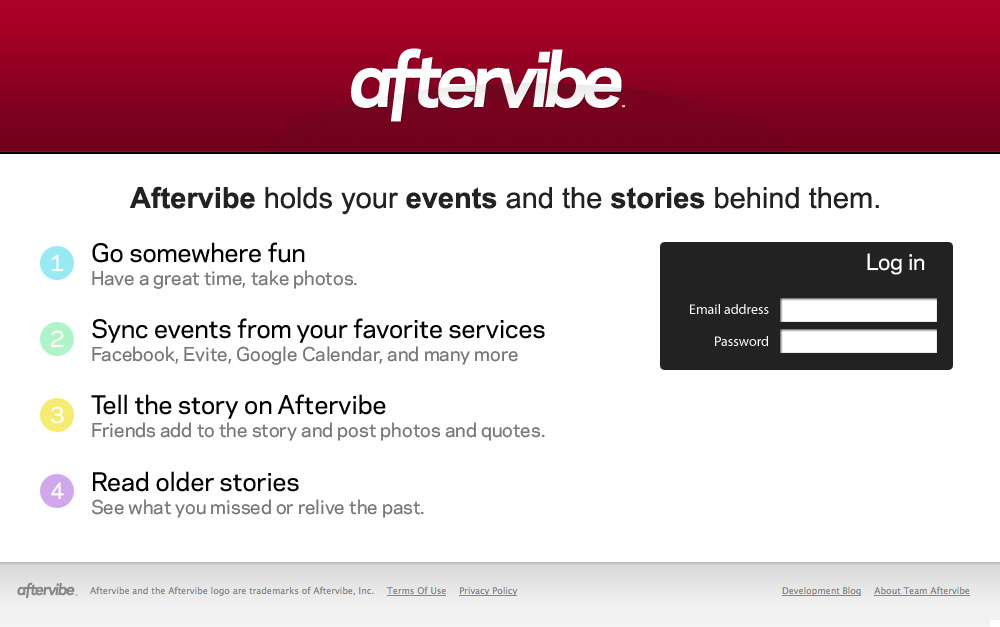 aftervibe.
Aftervibe holds your events and the stories behind them.
1
Go somewhere fun
Have a great time, take photos.
2
Sync events from your favorite services
Facebook, Evite, Google Calendar, and many more
3
Tell the story on Aftervibe
Friends add to the story and post photos and quotes.
4
Read older stories
See what you missed or relive the past.
Log in
Email address
Password
aftervibe. Aftervibe and the Aftervibe logo are trademarks of Aftervibe, Inc. Terms Of Use Privacy Policy Development Blog About Team Aftervibe